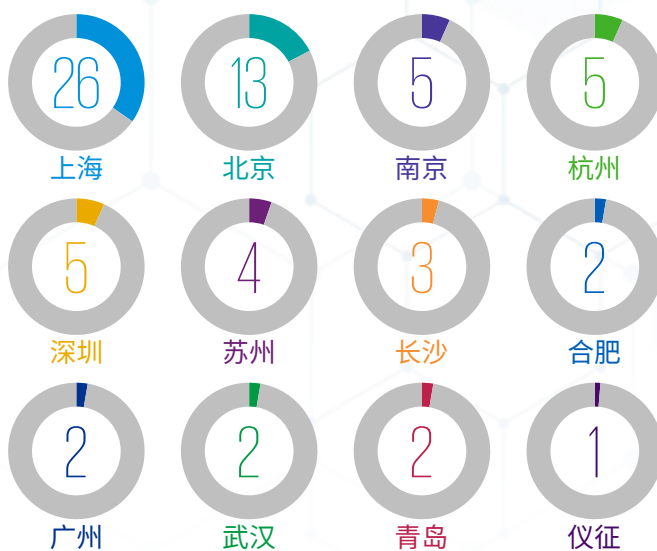 26 13 5 5
上海 北京 南京 杭州
5 4 3 2
深圳 苏州 长沙 合肥
2 2 2 1
广州 武汉 青岛 仪征